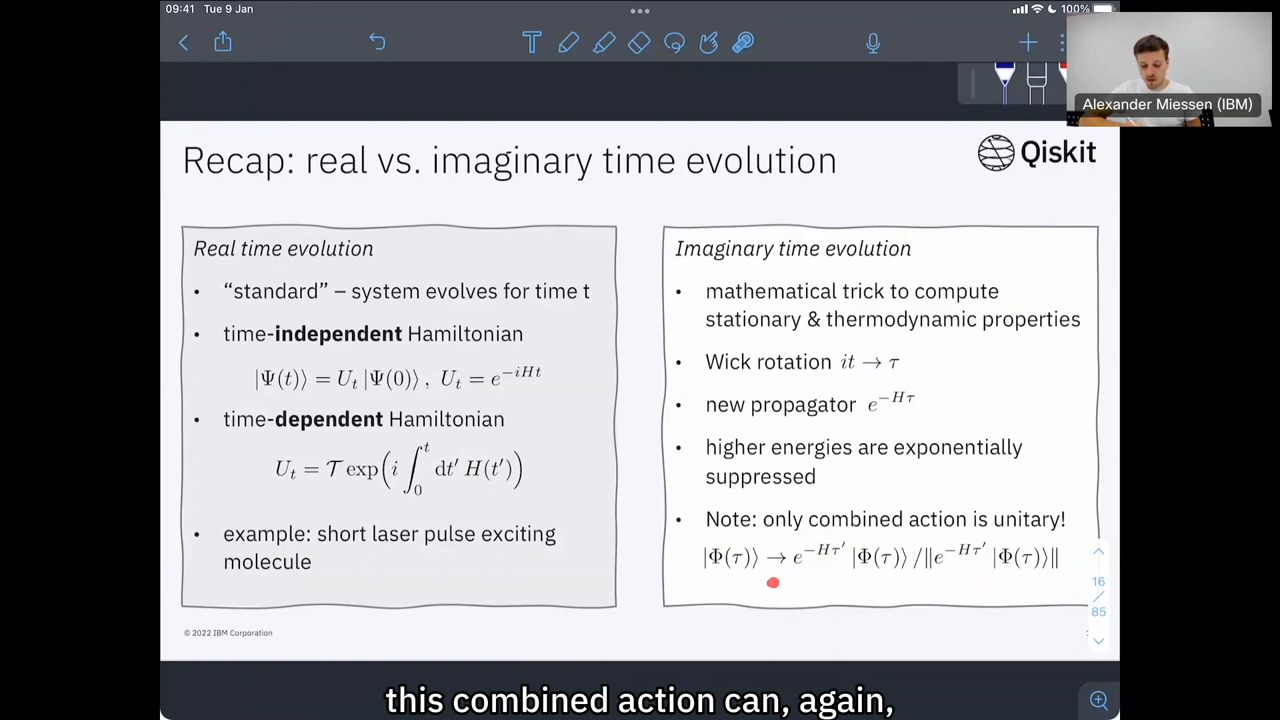 09:41 Tue 9 Jan
100%
Alexander Miessen (IBM)
Recap: real vs. imaginary time evolution
Qiskit
Real time evolution
• “standard” – system evolves for time t
• time-independent Hamiltonian
|Ψ(t)⟩ = U_t |Ψ(0)⟩ , U_t = e^{−iHt}
• time-dependent Hamiltonian
U_t = 𝒯 exp(i ∫_0^t dt′ H(t′))
• example: short laser pulse exciting
molecule
Imaginary time evolution
• mathematical trick to compute
stationary & thermodynamic properties
• Wick rotation it → τ
• new propagator e^{−Hτ}
• higher energies are exponentially
suppressed
• Note: only combined action is unitary!
|Φ(τ)⟩ → e^{−Hτ′} |Φ(τ)⟩ /‖e^{−Hτ′} |Φ(τ)⟩‖
16
/
85
© 2022 IBM Corporation
this combined action can, again,